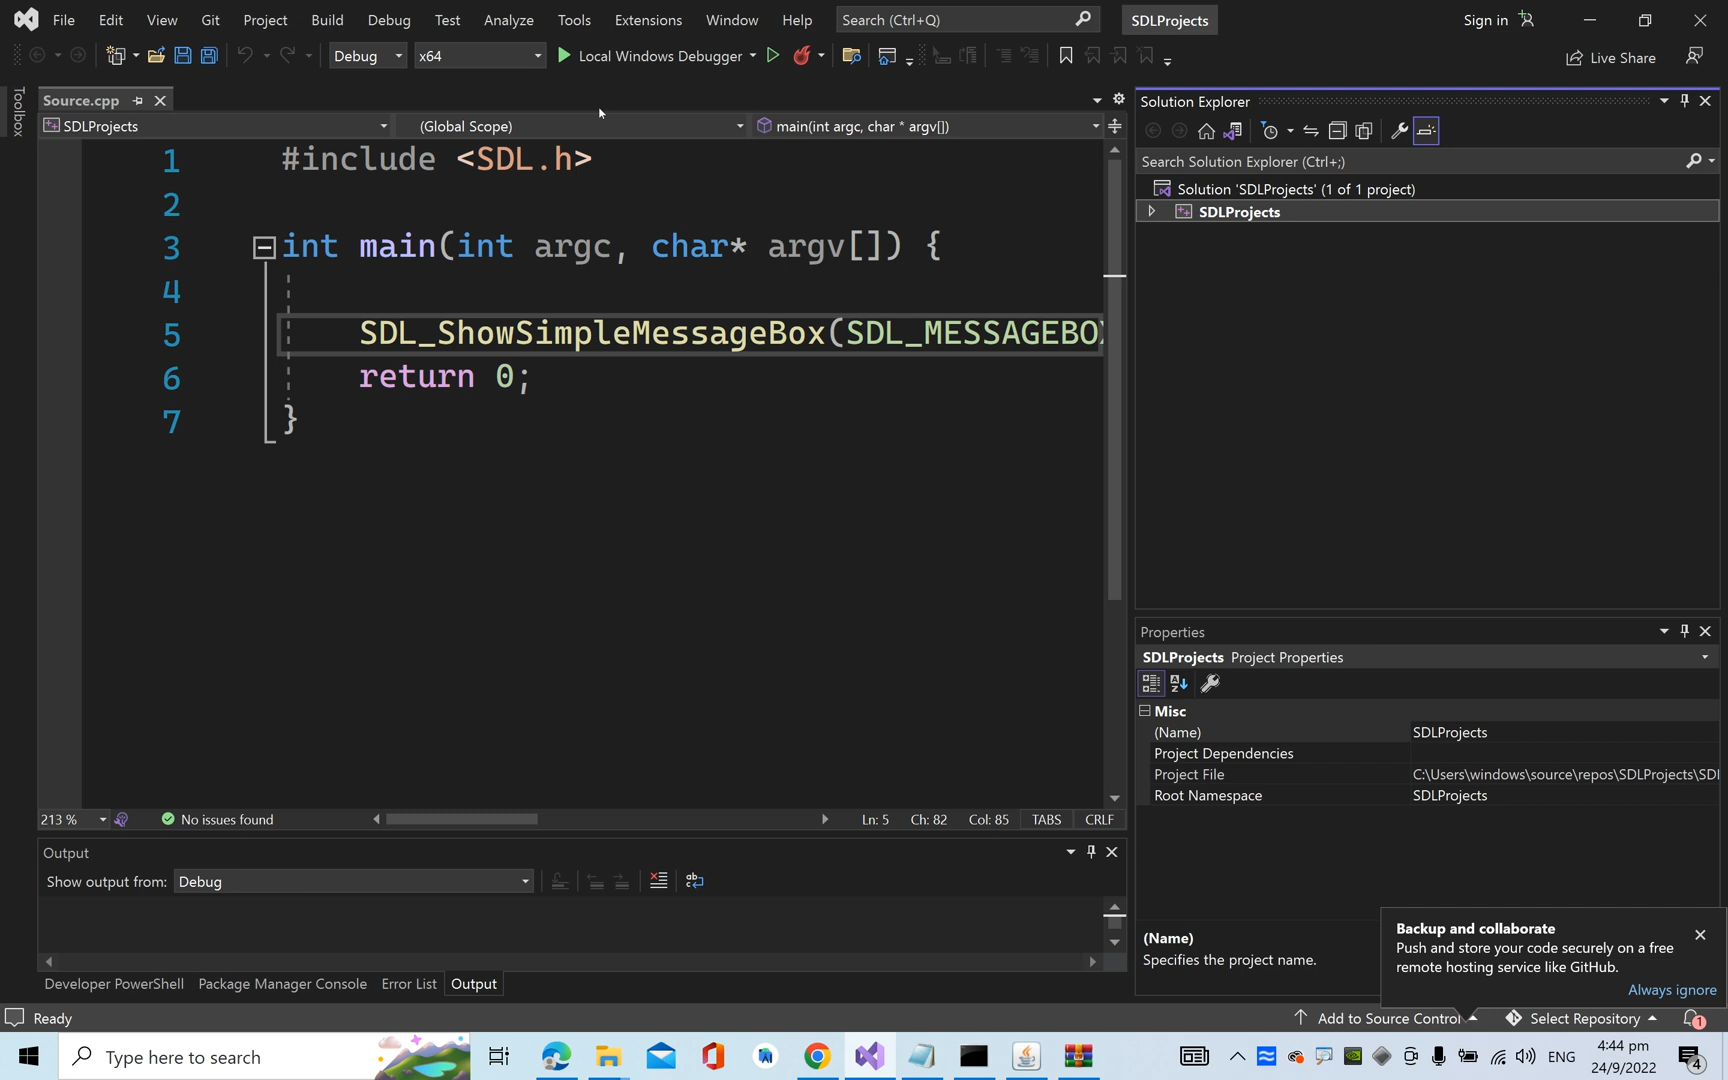 File Edit View Git Project Build Debug Test Analyze Tools Extensions Window Help Search (Ctrl+Q) SDLProjects Sign in
Debug x64 Local Windows Debugger Live Share
Toolbox
Source.cpp
SDLProjects (Global Scope) main(int argc, char * argv[])
1 #include <SDL.h>
2
3 int main(int argc, char* argv[]) {
4
5 SDL_ShowSimpleMessageBox(SDL_MESSAGEBO
6 return 0;
7 }
213 % No issues found Ln: 5 Ch: 82 Col: 85 TABS CRLF
Output
Show output from: Debug
Developer PowerShell Package Manager Console Error List Output
Solution Explorer
Search Solution Explorer (Ctrl+;)
Solution 'SDLProjects' (1 of 1 project)
SDLProjects
Properties
SDLProjects Project Properties
Misc
(Name) SDLProjects
Project Dependencies
Project File C:\Users\windows\source\repos\SDLProjects\SDL
Root Namespace SDLProjects
(Name)
Specifies the project name.
Backup and collaborate
Push and store your code securely on a free
remote hosting service like GitHub.
Always ignore
Ready Add to Source Control Select Repository 1
Type here to search ENG 4:44 pm
24/9/2022 4